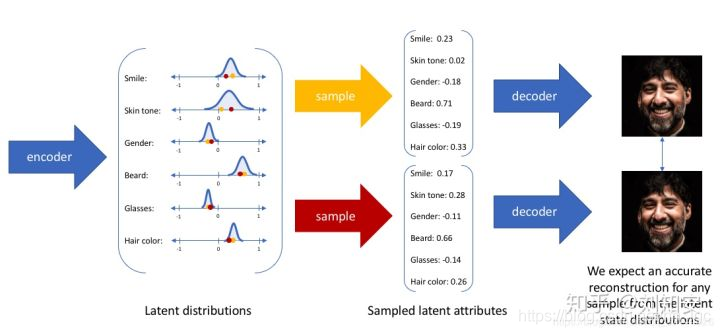 encoder
Smile:
-1 0 1
Skin tone:
-1 0 1
Gender:
-1 0 1
Beard:
-1 0 1
Glasses:
-1 0 1
Hair color:
-1 0 1
Latent distributions
sample
sample
Smile: 0.23
Skin tone: 0.02
Gender: -0.18
Beard: 0.71
Glasses: -0.19
Hair color: 0.33
Smile: 0.17
Skin tone: 0.28
Gender: -0.11
Beard: 0.66
Glasses: -0.14
Hair color: 0.26
Sampled latent attributes
decoder
decoder
We expect an accurate
reconstruction for any
sample from the latent
state distributions
知乎